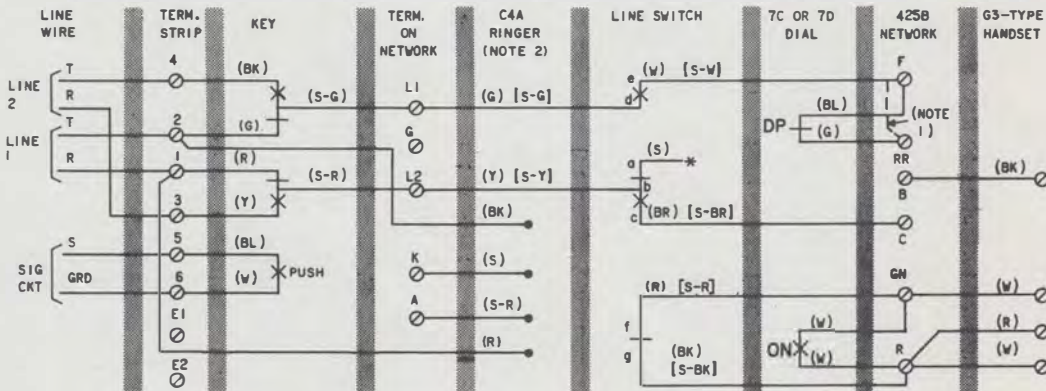 LINE WIRE
TERM. STRIP
KEY
TERM. ON NETWORK
C4A RINGER (NOTE 2)
LINE SWITCH
7C OR 7D DIAL
425B NETWORK
G3-TYPE HANDSET
LINE 2
T
R
LINE 1
T
R
SIG CKT
S
GRD
4
2
1
3
5
6
E1
E2
(BK)
(S-G)
(G)
(R)
(S-R)
(Y)
(BL)
PUSH
(W)
L1
G
L2
K
A
(G) [S-G]
(Y) [S-Y]
(BK)
(S)
(S-R)
(R)
e
d
(W) [S-W]
a
(S)
*
b
c
(BR) [S-BR]
(R) [S-R]
f
g
(BK)
[S-BK]
(BL)
DP
(G)
(W)
ON
(W)
F
(NOTE 1)
RR
B
C
GN
R
(BK)
(W)
(R)
(W)